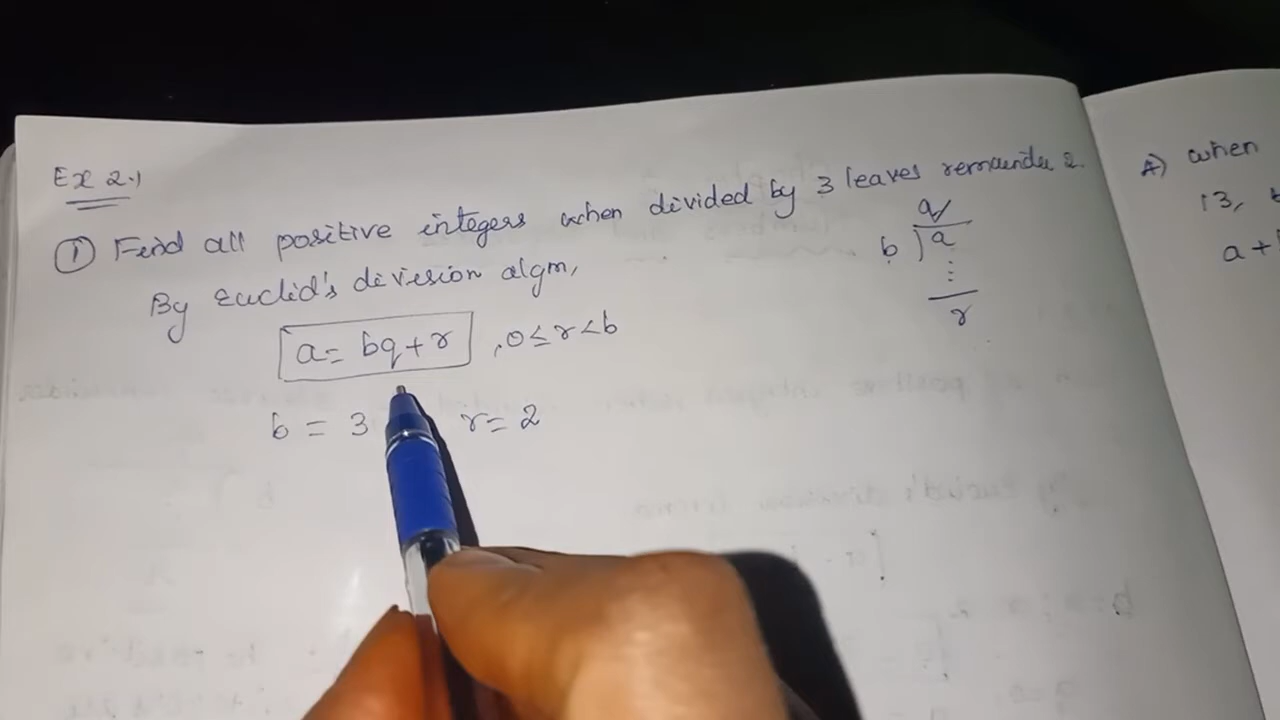 Ex 2.1
① Find all positive integers when divided by 3 leaves remainder 2.
By Euclid's division algm,
a = bq + r , 0 ≤ r < b
b = 3 r = 2
q
b ) a
⋮
r
A) when
13,
a +